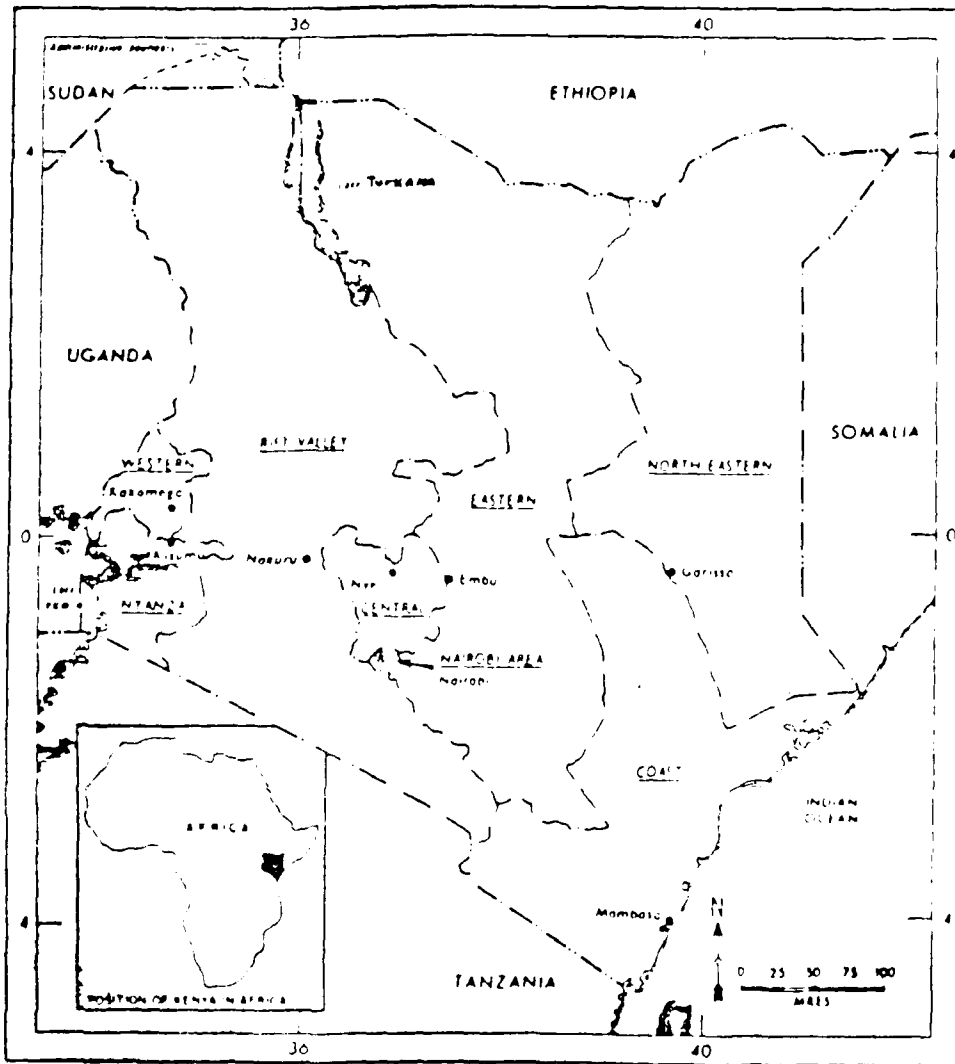 36
40
SUDAN
ETHIOPIA
4
4
TURKANA
UGANDA
SOMALIA
RIFT VALLEY
WESTERN
NORTH EASTERN
Kakamega
EASTERN
0
0
Kisumu
Nakuru
Garissa
Embu
NYANZA
CENTRAL
NAIROBI AREA
Nairobi
COAST
INDIAN
OCEAN
AFRICA
N
Mombasa
4
4
0 25 50 75 100
MILES
TANZANIA
POSITION OF KENYA IN AFRICA
36
40